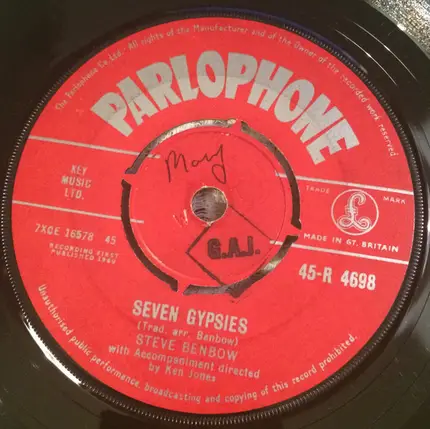 The Parlophone Co. Ltd. All rights of the Manufacturer and of the Owner of the recorded work reserved.
PARLOPHONE
KEY
MUSIC
LTD.
Mary
G.A.J.
TRADE MARK
£
MADE IN GT. BRITAIN
7XCE 16578 45
RECORDING FIRST
PUBLISHED 1960
45-R 4698
SEVEN GYPSIES
(Trad. arr. Benbow)
STEVE BENBOW
with Accompaniment directed
by Ken Jones
Unauthorised public performance, broadcasting and copying of this record prohibited.